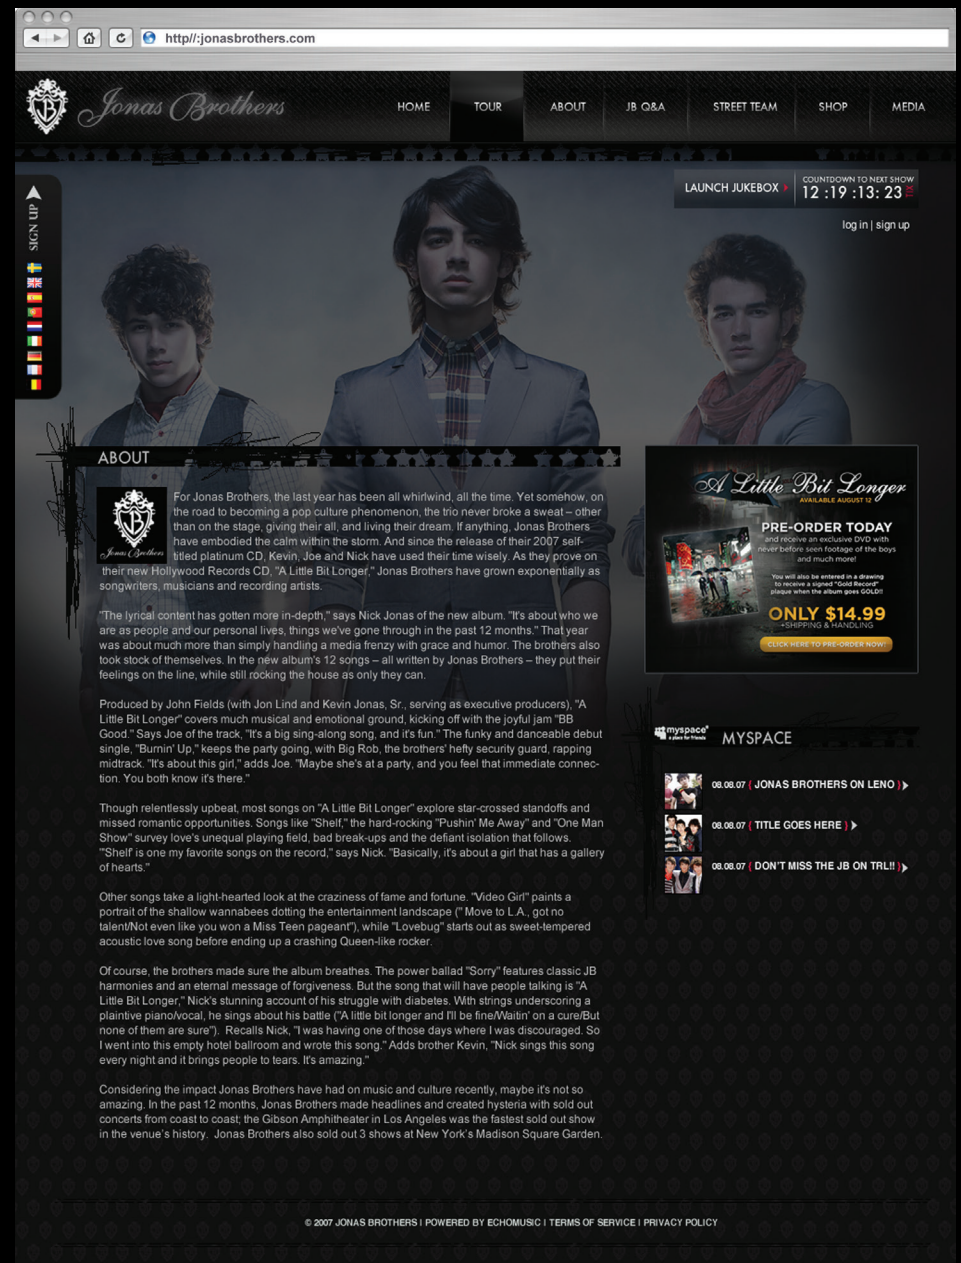 http//:jonasbrothers.com
JB
Jonas Brothers
HOME
TOUR
ABOUT
JB Q&A
STREET TEAM
SHOP
MEDIA
SIGN UP
LAUNCH JUKEBOX
COUNTDOWN TO NEXT SHOW
12 :19 :13: 23
TIX
log in | sign up
ABOUT
JB
Jonas Brothers
For Jonas Brothers, the last year has been all whirlwind, all the time. Yet somehow, on
the road to becoming a pop culture phenomenon, the trio never broke a sweat – other
than on the stage, giving their all, and living their dream. If anything, Jonas Brothers
have embodied the calm within the storm. And since the release of their 2007 self-
titled platinum CD, Kevin, Joe and Nick have used their time wisely. As they prove on
their new Hollywood Records CD, "A Little Bit Longer," Jonas Brothers have grown exponentially as
songwriters, musicians and recording artists.
"The lyrical content has gotten more in-depth," says Nick Jonas of the new album. "It's about who we
are as people and our personal lives, things we've gone through in the past 12 months." That year
was about much more than simply handling a media frenzy with grace and humor. The brothers also
took stock of themselves. In the new album's 12 songs – all written by Jonas Brothers – they put their
feelings on the line, while still rocking the house as only they can.
Produced by John Fields (with Jon Lind and Kevin Jonas, Sr., serving as executive producers), "A
Little Bit Longer" covers much musical and emotional ground, kicking off with the joyful jam "BB
Good." Says Joe of the track, "It's a big sing-along song, and it's fun." The funky and danceable debut
single, "Burnin' Up," keeps the party going, with Big Rob, the brothers' hefty security guard, rapping
midtrack. "It's about this girl," adds Joe. "Maybe she's at a party, and you feel that immediate connec-
tion. You both know it's there."
Though relentlessly upbeat, most songs on "A Little Bit Longer" explore star-crossed standoffs and
missed romantic opportunities. Songs like "Shelf," the hard-rocking "Pushin' Me Away" and "One Man
Show" survey love's unequal playing field, bad break-ups and the defiant isolation that follows.
"'Shelf' is one my favorite songs on the record," says Nick. "Basically, it's about a girl that has a gallery
of hearts."
Other songs take a light-hearted look at the craziness of fame and fortune. "Video Girl" paints a
portrait of the shallow wannabees dotting the entertainment landscape (" Move to L.A., got no
talent/Not even like you won a Miss Teen pageant"), while "Lovebug" starts out as sweet-tempered
acoustic love song before ending up a crashing Queen-like rocker.
Of course, the brothers made sure the album breathes. The power ballad "Sorry" features classic JB
harmonies and an eternal message of forgiveness. But the song that will have people talking is "A
Little Bit Longer," Nick's stunning account of his struggle with diabetes. With strings underscoring a
plaintive piano/vocal, he sings about his battle ("A little bit longer and I'll be fine/Waitin' on a cure/But
none of them are sure"). Recalls Nick, "I was having one of those days where I was discouraged. So
I went into this empty hotel ballroom and wrote this song." Adds brother Kevin, "Nick sings this song
every night and it brings people to tears. It's amazing."
Considering the impact Jonas Brothers have had on music and culture recently, maybe it's not so
amazing. In the past 12 months, Jonas Brothers made headlines and created hysteria with sold out
concerts from coast to coast; the Gibson Amphitheater in Los Angeles was the fastest sold out show
in the venue's history. Jonas Brothers also sold out 3 shows at New York's Madison Square Garden.
A Little Bit Longer
AVAILABLE AUGUST 12
PRE-ORDER TODAY
and receive an exclusive DVD with
never before seen footage of the boys
and much more!
You will also be entered in a drawing
to receive a signed "Gold Record"
plaque when the album goes GOLD!!
ONLY $14.99
+SHIPPING & HANDLING
CLICK HERE TO PRE-ORDER NOW!
myspace
a place for friends
MYSPACE
08.08.07 ( JONAS BROTHERS ON LENO )
08.08.07 ( TITLE GOES HERE )
08.08.07 ( DON'T MISS THE JB ON TRL!! )
© 2007 JONAS BROTHERS | POWERED BY ECHOMUSIC | TERMS OF SERVICE | PRIVACY POLICY